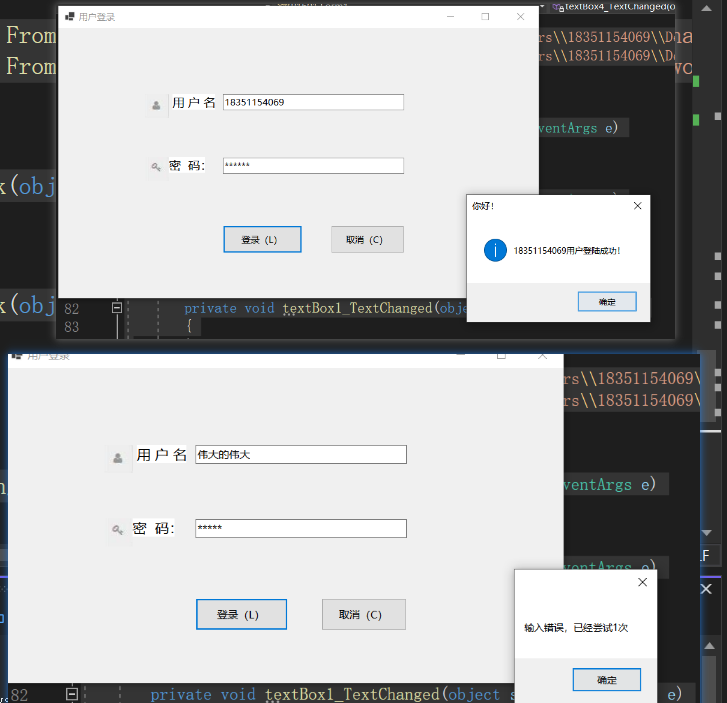 用户登录
textBox4_TextChanged(o
From
From
rs\\18351154069\\D
rs\\18351154069\\D
用 户 名
18351154069
ventArgs e)
密 码:
******
k(obj
你好!
18351154069用户登陆成功!
确定
登录 (L)
取消 (C)
k(obj
82
private void textBox1_TextChanged(obje
83
{
用户登录
rs\\18351154069\
rs\\18351154069\
用 户 名
伟大的伟大
ventArgs e)
密 码:
*****
ventArgs e)
输入错误，已经尝试1次
确定
登录 (L)
取消 (C)
82
private void textBox1_TextChanged(object s
e)